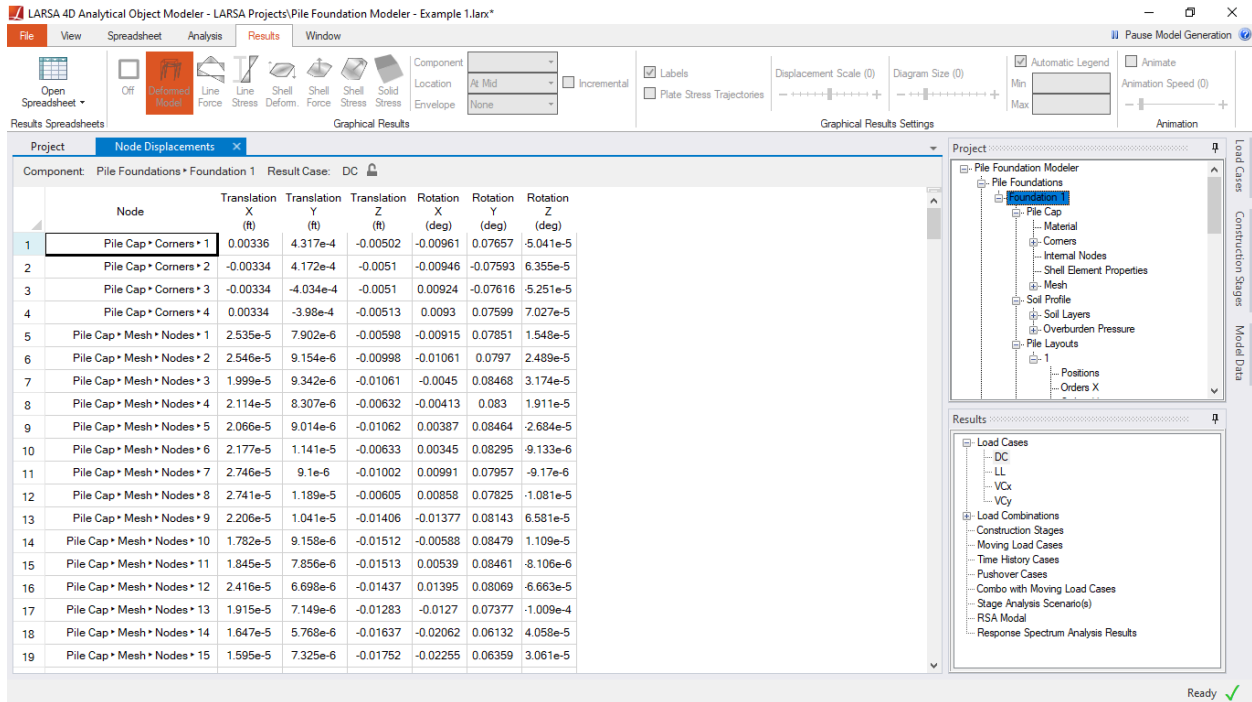 LARSA 4D Analytical Object Modeler - LARSA Projects\Pile Foundation Modeler - Example 1.larx*
File View Spreadsheet Analysis Results Window Pause Model Generation
Open Spreadsheet
Off
Deformed Model
Line Force
Line Stress
Shell Deform.
Shell Force
Shell Stress
Solid Stress
Component
Location At Mid
Envelope None
Incremental
Labels
Plate Stress Trajectories
Displacement Scale (0)
Diagram Size (0)
Automatic Legend
Min
Max
Animate
Animation Speed (0)
Results Spreadsheets Graphical Results Graphical Results Settings Animation
Project Node Displacements
Component: Pile Foundations ‣ Foundation 1 Result Case: DC
Node Translation X (ft) Translation Y (ft) Translation Z (ft) Rotation X (deg) Rotation Y (deg) Rotation Z (deg)
1 Pile Cap ‣ Corners ‣ 1 0.00336 4.317e-4 -0.00502 -0.00961 0.07657 -5.041e-5
2 Pile Cap ‣ Corners ‣ 2 -0.00334 4.172e-4 -0.0051 -0.00946 -0.07593 6.355e-5
3 Pile Cap ‣ Corners ‣ 3 -0.00334 -4.034e-4 -0.0051 0.00924 -0.07616 -5.251e-5
4 Pile Cap ‣ Corners ‣ 4 0.00334 -3.98e-4 -0.00513 0.0093 0.07599 7.027e-5
5 Pile Cap ‣ Mesh ‣ Nodes ‣ 1 2.535e-5 7.902e-6 -0.00598 -0.00915 0.07851 1.548e-5
6 Pile Cap ‣ Mesh ‣ Nodes ‣ 2 2.546e-5 9.154e-6 -0.00998 -0.01061 0.0797 2.489e-5
7 Pile Cap ‣ Mesh ‣ Nodes ‣ 3 1.999e-5 9.342e-6 -0.01061 -0.0045 0.08468 3.174e-5
8 Pile Cap ‣ Mesh ‣ Nodes ‣ 4 2.114e-5 8.307e-6 -0.00632 -0.00413 0.083 1.911e-5
9 Pile Cap ‣ Mesh ‣ Nodes ‣ 5 2.066e-5 9.014e-6 -0.01062 0.00387 0.08464 -2.684e-5
10 Pile Cap ‣ Mesh ‣ Nodes ‣ 6 2.177e-5 1.141e-5 -0.00633 0.00345 0.08295 -9.133e-6
11 Pile Cap ‣ Mesh ‣ Nodes ‣ 7 2.746e-5 9.1e-6 -0.01002 0.00991 0.07957 -9.17e-6
12 Pile Cap ‣ Mesh ‣ Nodes ‣ 8 2.741e-5 1.189e-5 -0.00605 0.00858 0.07825 -1.081e-5
13 Pile Cap ‣ Mesh ‣ Nodes ‣ 9 2.206e-5 1.041e-5 -0.01406 -0.01377 0.08143 6.581e-5
14 Pile Cap ‣ Mesh ‣ Nodes ‣ 10 1.782e-5 9.158e-6 -0.01512 -0.00588 0.08479 1.109e-5
15 Pile Cap ‣ Mesh ‣ Nodes ‣ 11 1.845e-5 7.856e-6 -0.01513 0.00539 0.08461 -8.106e-6
16 Pile Cap ‣ Mesh ‣ Nodes ‣ 12 2.416e-5 6.698e-6 -0.01437 0.01395 0.08069 -6.663e-5
17 Pile Cap ‣ Mesh ‣ Nodes ‣ 13 1.915e-5 7.149e-6 -0.01283 -0.0127 0.07377 -1.009e-4
18 Pile Cap ‣ Mesh ‣ Nodes ‣ 14 1.647e-5 5.768e-6 -0.01637 -0.02062 0.06132 4.058e-5
19 Pile Cap ‣ Mesh ‣ Nodes ‣ 15 1.595e-5 7.325e-6 -0.01752 -0.02255 0.06359 3.061e-5
Project
Pile Foundation Modeler
Pile Foundations
Foundation 1
Pile Cap
Material
Corners
Internal Nodes
Shell Element Properties
Mesh
Soil Profile
Soil Layers
Overburden Pressure
Pile Layouts
1
Positions
Orders X
Results
Load Cases
DC
LL
VCx
VCy
Load Combinations
Construction Stages
Moving Load Cases
Time History Cases
Pushover Cases
Combo with Moving Load Cases
Stage Analysis Scenario(s)
RSA Modal
Response Spectrum Analysis Results
Load Cases
Construction Stages
Model Data
Ready